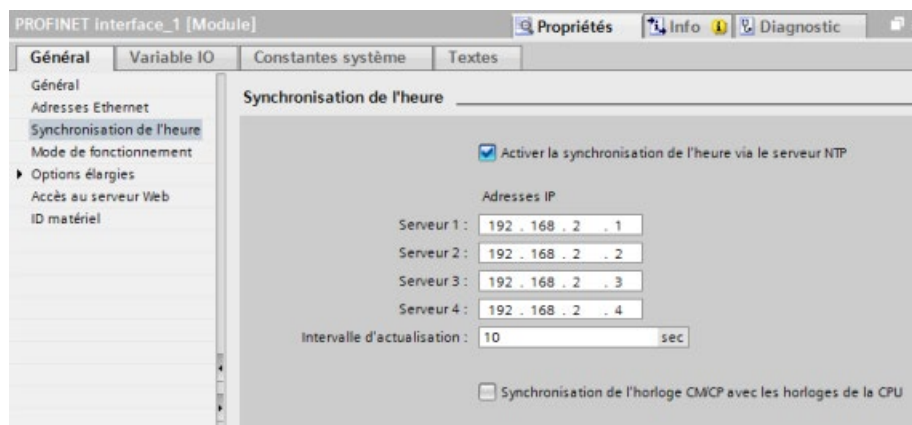 PROFINET interface_1 [Module]
Propriétés
Info
Diagnostic
Général
Variable IO
Constantes système
Textes
Général
Adresses Ethernet
Synchronisation de l'heure
Mode de fonctionnement
Options élargies
Accès au serveur Web
ID matériel
Synchronisation de l'heure
Activer la synchronisation de l'heure via le serveur NTP
Adresses IP
Serveur 1 : 192 . 168 . 2 . 1
Serveur 2 : 192 . 168 . 2 . 2
Serveur 3 : 192 . 168 . 2 . 3
Serveur 4 : 192 . 168 . 2 . 4
Intervalle d'actualisation : 10 sec
Synchronisation de l'horloge CM/CP avec les horloges de la CPU